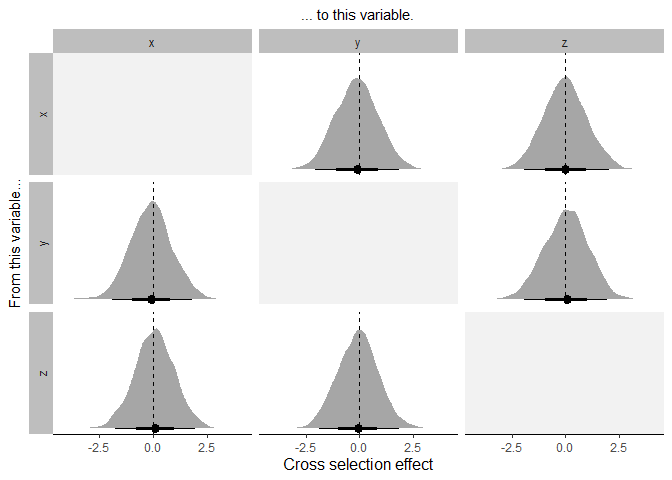 ... to this variable.
x
y
z
From this variable...
x
y
z
-2.5
0.0
2.5
-2.5
0.0
2.5
-2.5
0.0
2.5
Cross selection effect